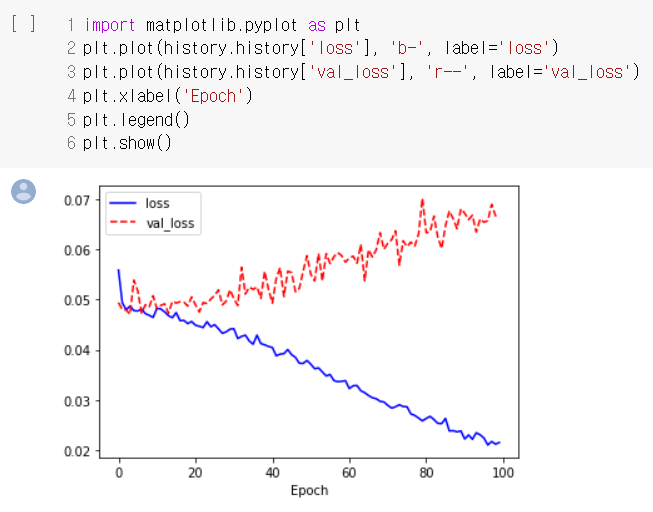 [ ]
1 import matplotlib.pyplot as plt
2 plt.plot(history.history['loss'], 'b-', label='loss')
3 plt.plot(history.history['val_loss'], 'r--', label='val_loss')
4 plt.xlabel('Epoch')
5 plt.legend()
6 plt.show()
loss
val_loss
0.07
0.06
0.05
0.04
0.03
0.02
0 20 40 60 80 100
Epoch